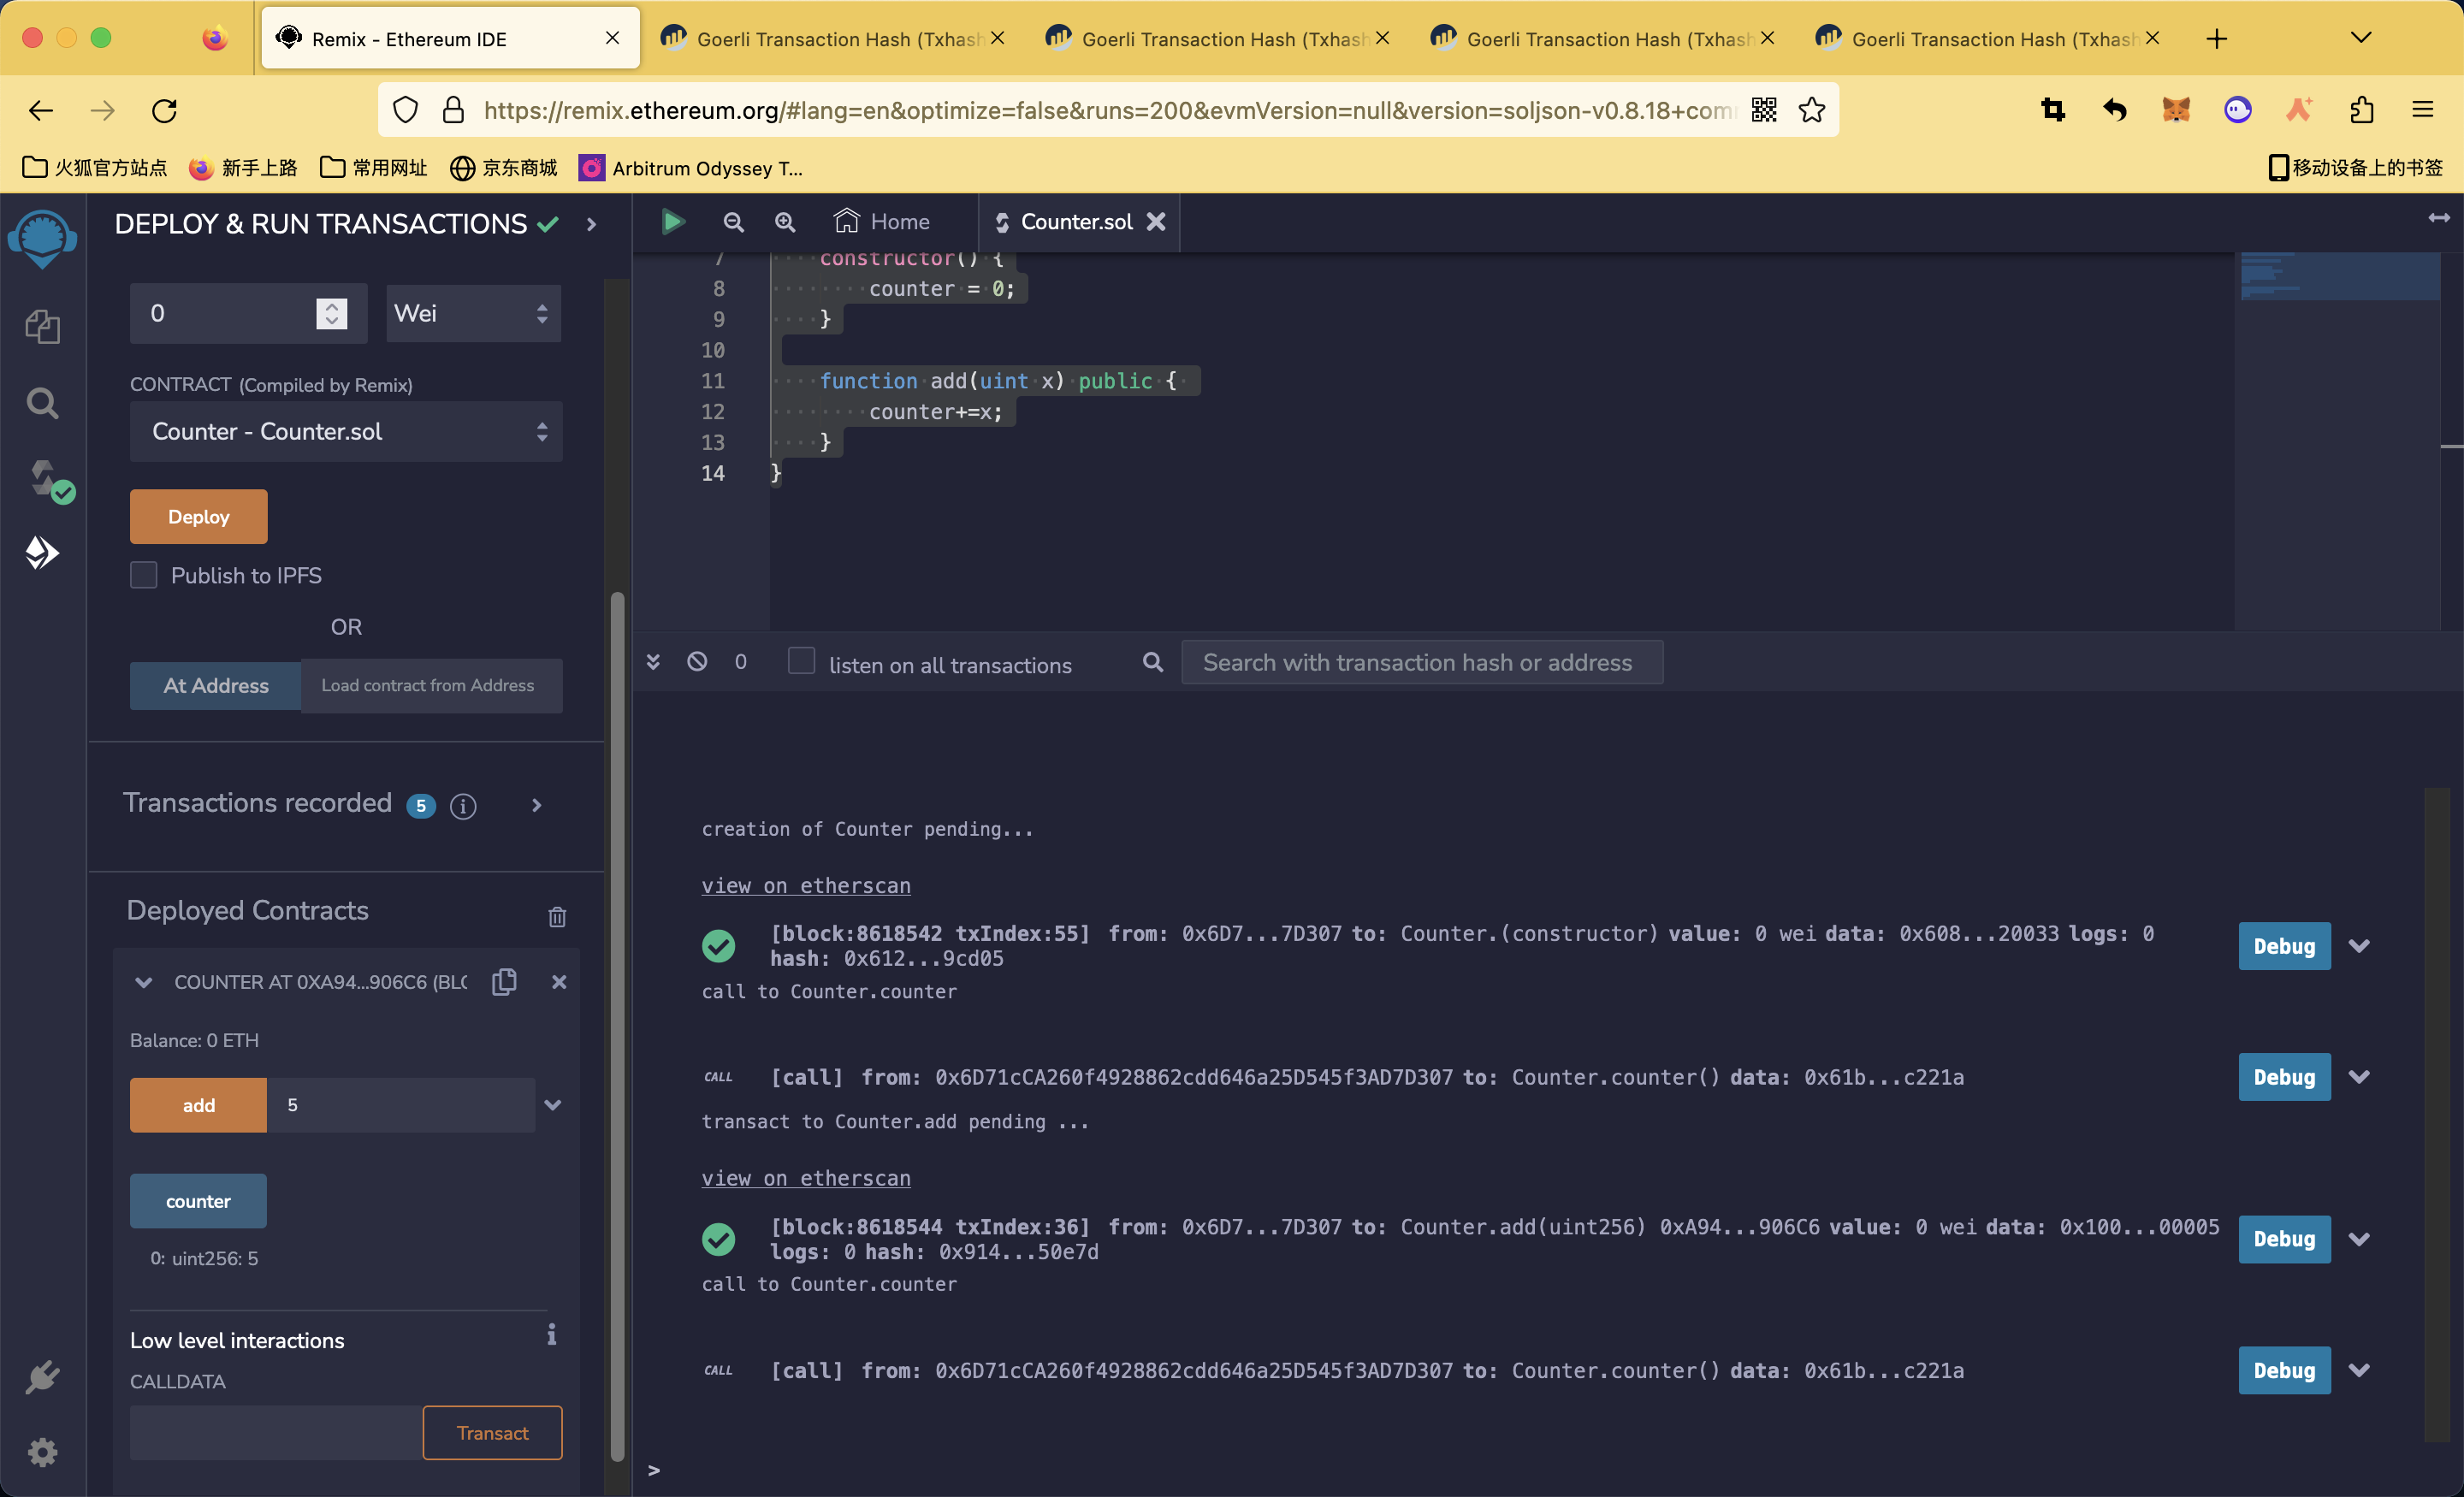 Remix - Ethereum IDE
Goerli Transaction Hash (Txhash
Goerli Transaction Hash (Txhash
Goerli Transaction Hash (Txhash
Goerli Transaction Hash (Txhash
https://remix.ethereum.org/#lang=en&optimize=false&runs=200&evmVersion=null&version=soljson-v0.8.18+com
火狐官方站点
新手上路
常用网址
京东商城
Arbitrum Odyssey T...
移动设备上的书签
DEPLOY & RUN TRANSACTIONS
0
Wei
CONTRACT (Compiled by Remix)
Counter - Counter.sol
Deploy
Publish to IPFS
OR
At Address
Load contract from Address
Transactions recorded 5 i
Deployed Contracts
COUNTER AT 0XA94...906C6 (BLO
Balance: 0 ETH
add
5
counter
0: uint256: 5
Low level interactions
i
CALLDATA
Transact
Home
Counter.sol
7 constructor() {
8 counter = 0;
9 }
10
11 function add(uint x) public {
12 counter+=x;
13 }
14 }
0
listen on all transactions
Search with transaction hash or address
creation of Counter pending...
view on etherscan
[block:8618542 txIndex:55] from: 0x6D7...7D307 to: Counter.(constructor) value: 0 wei data: 0x608...20033 logs: 0
hash: 0x612...9cd05
Debug
call to Counter.counter
CALL [call] from: 0x6D71cCA260f4928862cdd646a25D545f3AD7D307 to: Counter.counter() data: 0x61b...c221a
Debug
transact to Counter.add pending ...
view on etherscan
[block:8618544 txIndex:36] from: 0x6D7...7D307 to: Counter.add(uint256) 0xA94...906C6 value: 0 wei data: 0x100...00005
logs: 0 hash: 0x914...50e7d
Debug
call to Counter.counter
CALL [call] from: 0x6D71cCA260f4928862cdd646a25D545f3AD7D307 to: Counter.counter() data: 0x61b...c221a
Debug
>